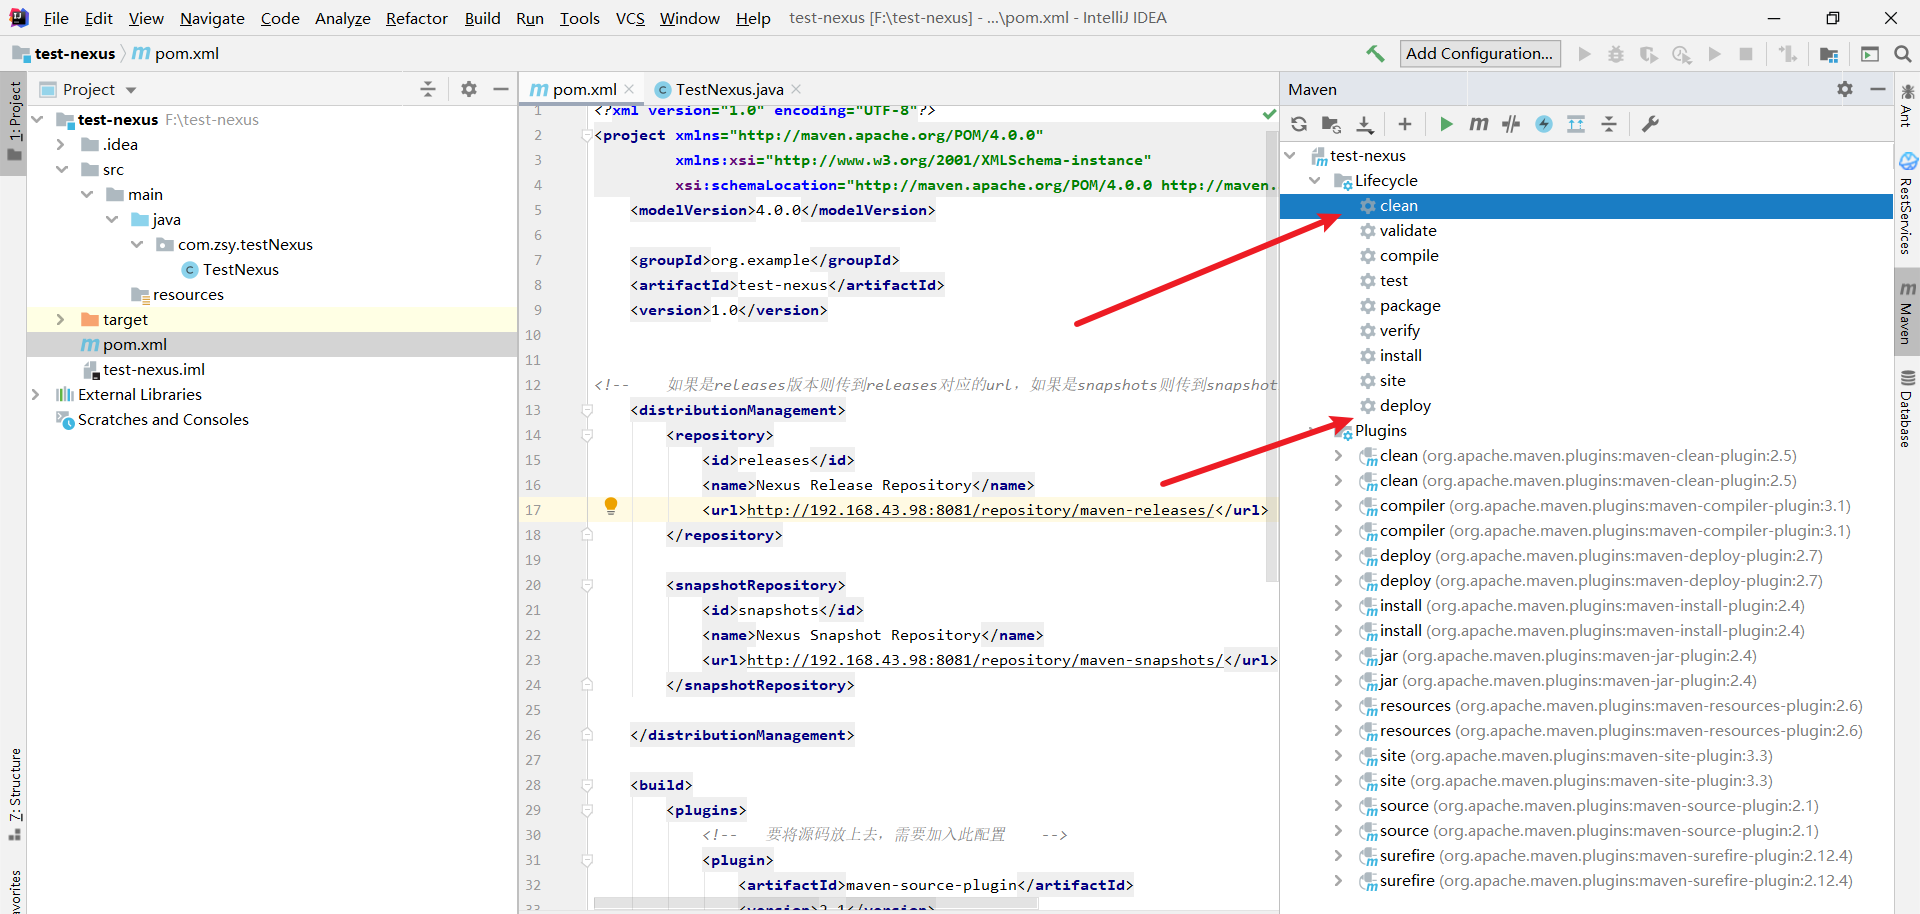 File Edit View Navigate Code Analyze Refactor Build Run Tools VCS Window Help test-nexus [F:\test-nexus] - ...\pom.xml - IntelliJ IDEA
test-nexus pom.xml
Add Configuration...
1: Project
7: Structure
Project
test-nexus F:\test-nexus
.idea
src
main
java
com.zsy.testNexus
TestNexus
resources
target
pom.xml
test-nexus.iml
External Libraries
Scratches and Consoles
pom.xml
TestNexus.java
1 <?xml version="1.0" encoding="UTF-8"?>
2 <project xmlns="http://maven.apache.org/POM/4.0.0"
3 xmlns:xsi="http://www.w3.org/2001/XMLSchema-instance"
4 xsi:schemaLocation="http://maven.apache.org/POM/4.0.0 http://maven.
5 <modelVersion>4.0.0</modelVersion>
6
7 <groupId>org.example</groupId>
8 <artifactId>test-nexus</artifactId>
9 <version>1.0</version>
10
11
12 <!-- 如果是releases版本则传到releases对应的url，如果是snapshots则传到snapshot
13 <distributionManagement>
14 <repository>
15 <id>releases</id>
16 <name>Nexus Release Repository</name>
17 <url>http://192.168.43.98:8081/repository/maven-releases/</url>
18 </repository>
19
20 <snapshotRepository>
21 <id>snapshots</id>
22 <name>Nexus Snapshot Repository</name>
23 <url>http://192.168.43.98:8081/repository/maven-snapshots/</url>
24 </snapshotRepository>
25
26 </distributionManagement>
27
28 <build>
29 <plugins>
30 <!-- 要将源码放上去，需要加入此配置 -->
31 <plugin>
32 <artifactId>maven-source-plugin</artifactId>
33 <version>2.1</version>
Maven
test-nexus
Lifecycle
clean
validate
compile
test
package
verify
install
site
deploy
Plugins
clean (org.apache.maven.plugins:maven-clean-plugin:2.5)
clean (org.apache.maven.plugins:maven-clean-plugin:2.5)
compiler (org.apache.maven.plugins:maven-compiler-plugin:3.1)
compiler (org.apache.maven.plugins:maven-compiler-plugin:3.1)
deploy (org.apache.maven.plugins:maven-deploy-plugin:2.7)
deploy (org.apache.maven.plugins:maven-deploy-plugin:2.7)
install (org.apache.maven.plugins:maven-install-plugin:2.4)
install (org.apache.maven.plugins:maven-install-plugin:2.4)
jar (org.apache.maven.plugins:maven-jar-plugin:2.4)
jar (org.apache.maven.plugins:maven-jar-plugin:2.4)
resources (org.apache.maven.plugins:maven-resources-plugin:2.6)
resources (org.apache.maven.plugins:maven-resources-plugin:2.6)
site (org.apache.maven.plugins:maven-site-plugin:3.3)
site (org.apache.maven.plugins:maven-site-plugin:3.3)
source (org.apache.maven.plugins:maven-source-plugin:2.1)
source (org.apache.maven.plugins:maven-source-plugin:2.1)
surefire (org.apache.maven.plugins:maven-surefire-plugin:2.12.4)
surefire (org.apache.maven.plugins:maven-surefire-plugin:2.12.4)
Ant
RestServices
Maven
Database